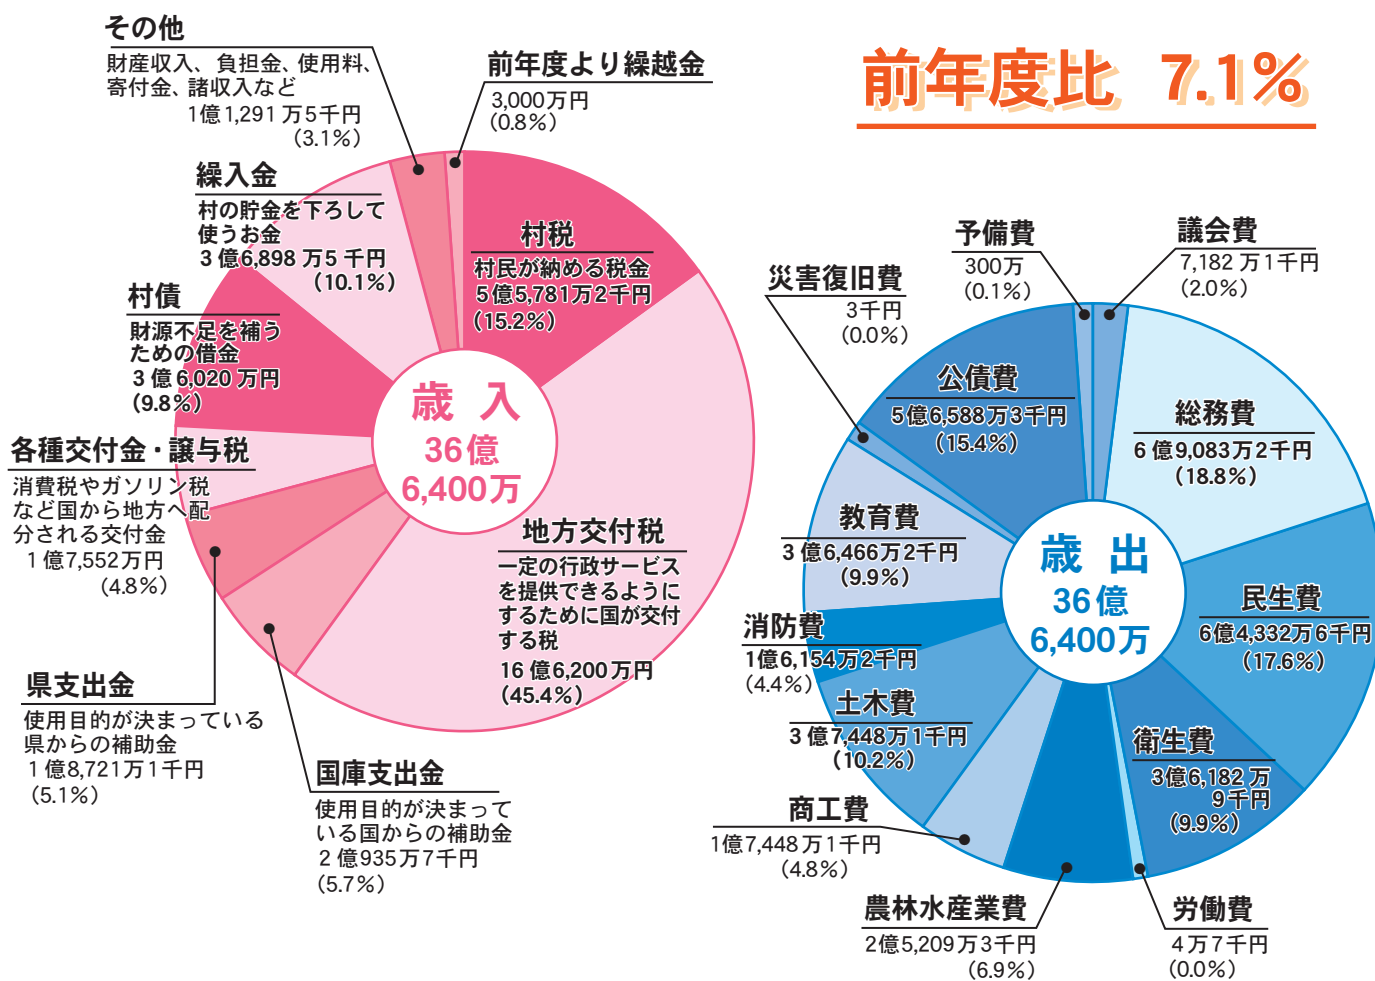 前年度比 7.1%
その他
財産収入、負担金、使用料、
寄付金、諸収入など
1億1,291万5千円
(3.1%)
前年度より繰越金
3,000万円
(0.8%)
繰入金
村の貯金を下ろして
使うお金
3億6,898万5千円
(10.1%)
村税
村民が納める税金
5億5,781万2千円
(15.2%)
村債
財源不足を補う
ための借金
3億6,020万円
(9.8%)
歳入
36億
6,400万
各種交付金・譲与税
消費税やガソリン税
など国から地方へ配
分される交付金
1億7,552万円
(4.8%)
地方交付税
一定の行政サービス
を提供できるように
するために国が交付
する税
16億6,200万円
(45.4%)
県支出金
使用目的が決まっている
県からの補助金
1億8,721万1千円
(5.1%)
国庫支出金
使用目的が決まって
いる国からの補助金
2億935万7千円
(5.7%)
予備費
300万
(0.1%)
議会費
7,182万1千円
(2.0%)
災害復旧費
3千円
(0.0%)
公債費
5億6,588万3千円
(15.4%)
総務費
6億9,083万2千円
(18.8%)
教育費
3億6,466万2千円
(9.9%)
歳出
36億
6,400万
民生費
6億4,332万6千円
(17.6%)
消防費
1億6,154万2千円
(4.4%)
土木費
3億7,448万1千円
(10.2%)
衛生費
3億6,182万
9千円
(9.9%)
商工費
1億7,448万1千円
(4.8%)
農林水産業費
2億5,209万3千円
(6.9%)
労働費
4万7千円
(0.0%)